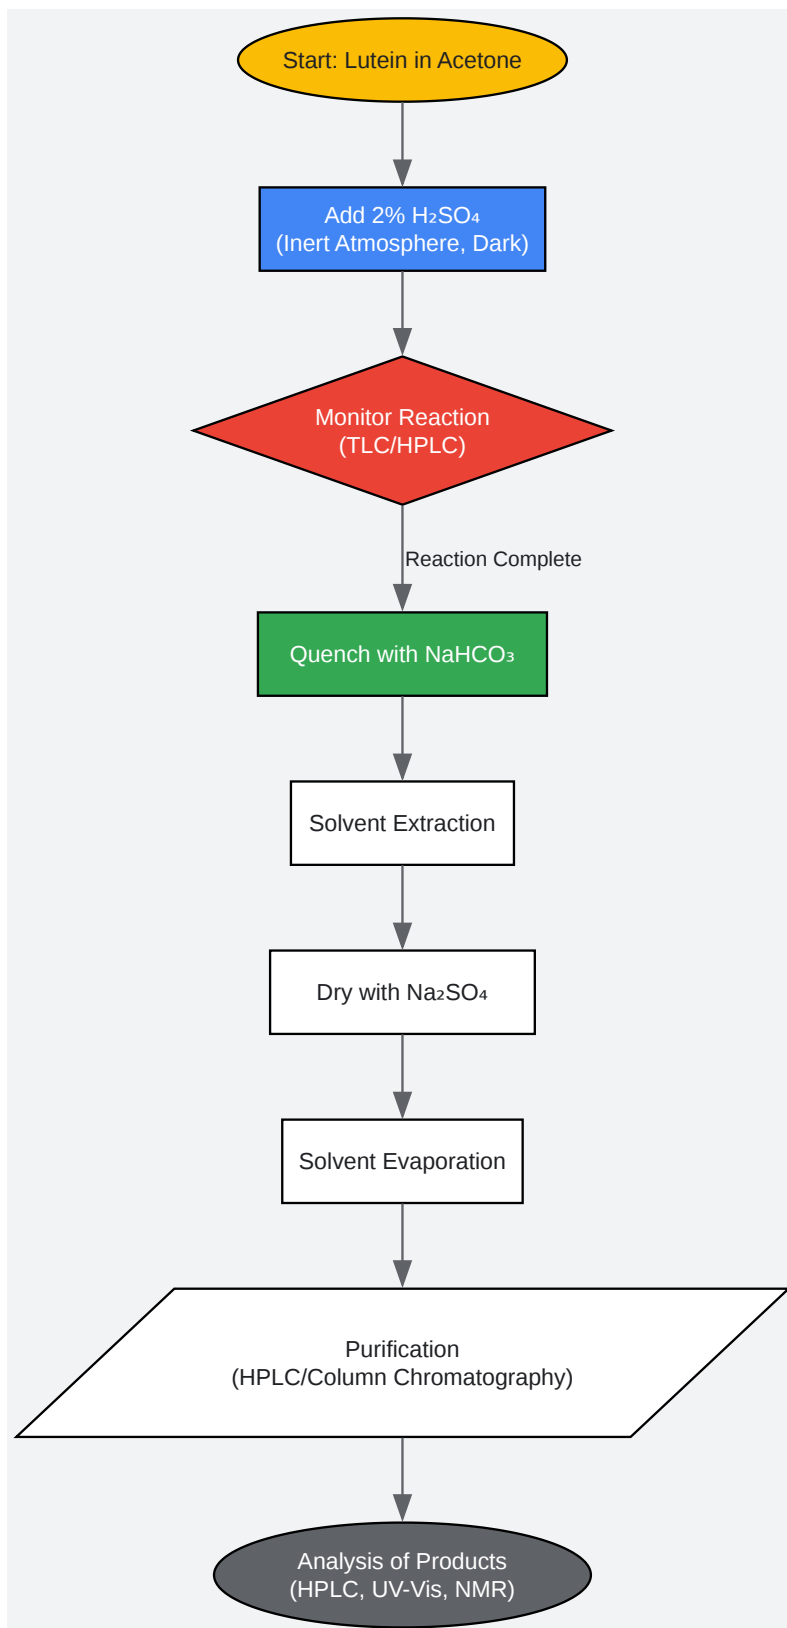 Start: Lutein in Acetone
Add 2% H₂SO₄
(Inert Atmosphere, Dark)
Monitor Reaction
(TLC/HPLC)
Reaction Complete
Quench with NaHCO₃
Solvent Extraction
Dry with Na₂SO₄
Solvent Evaporation
Purification
(HPLC/Column Chromatography)
Analysis of Products
(HPLC, UV-Vis, NMR)